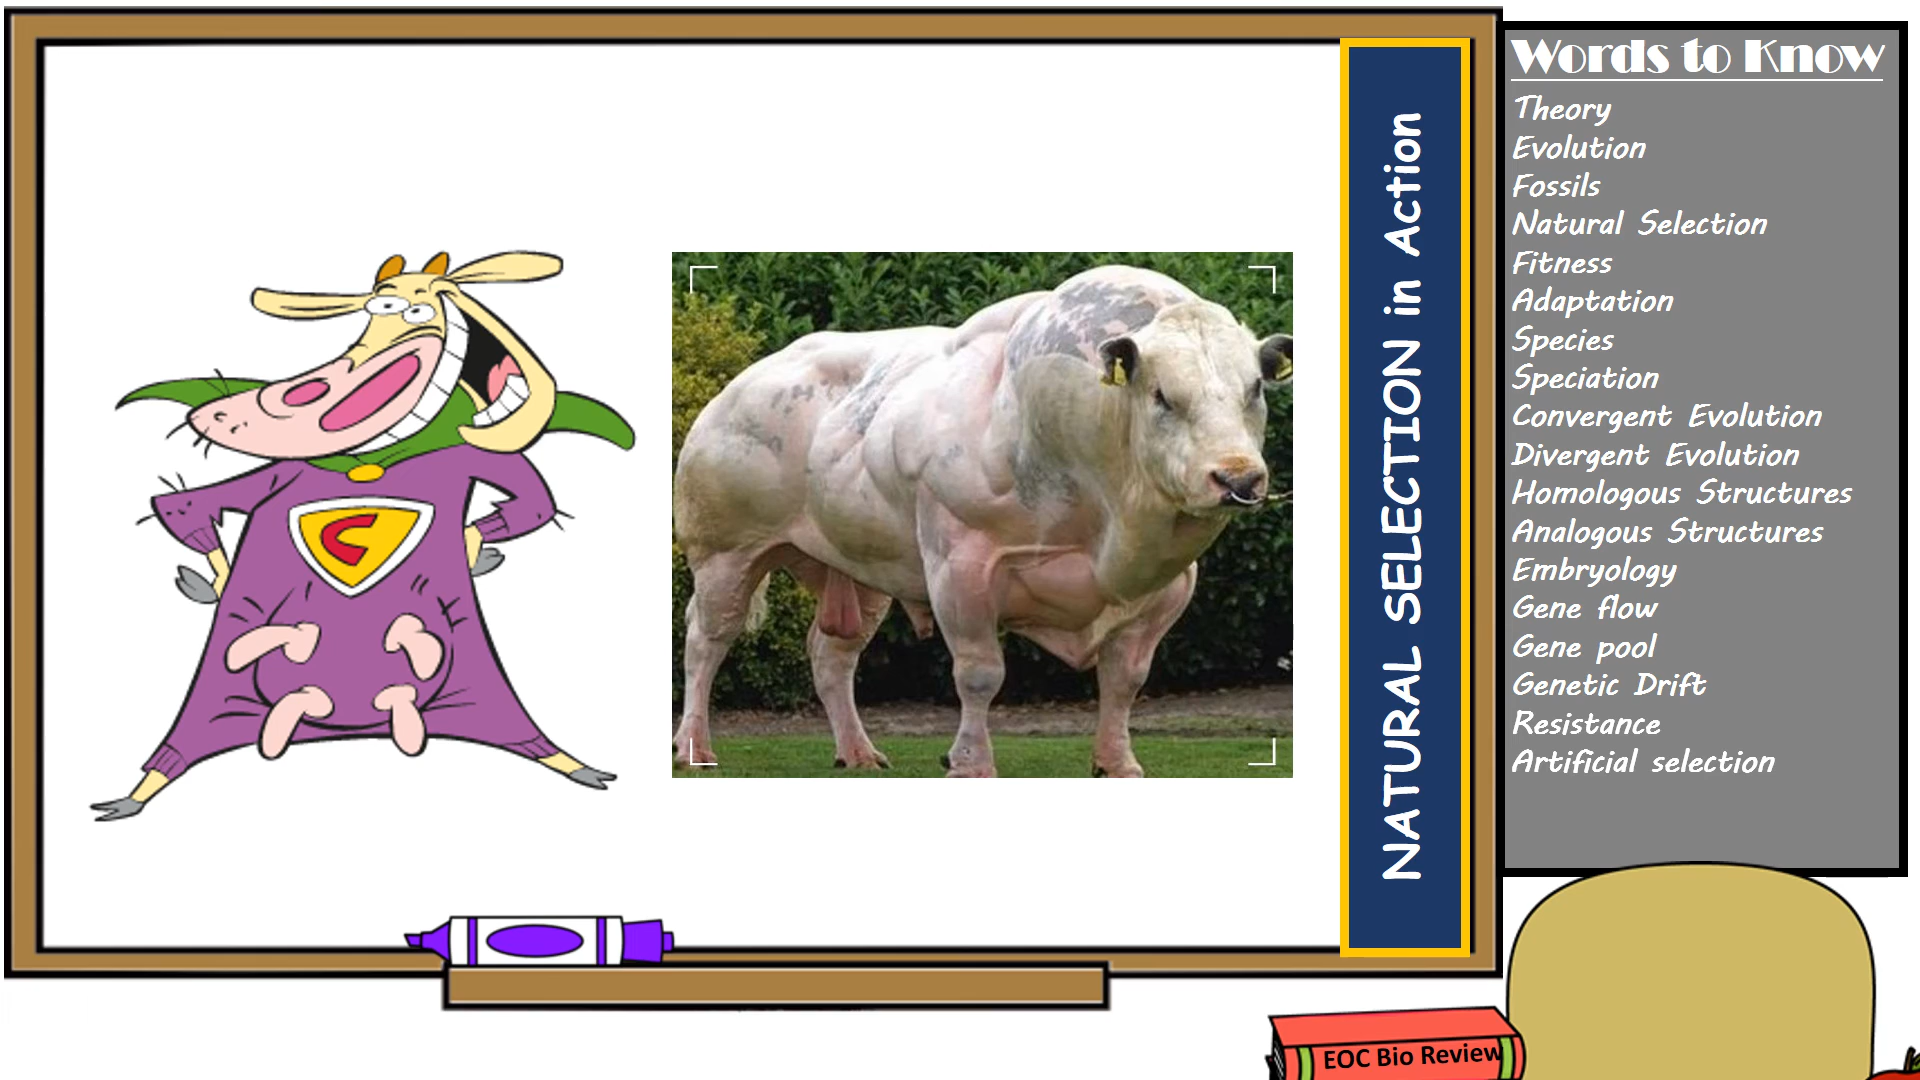 C
NATURAL SELECTION in Action
Words to Know
Theory
Evolution
Fossils
Natural Selection
Fitness
Adaptation
Species
Speciation
Convergent Evolution
Divergent Evolution
Homologous Structures
Analogous Structures
Embryology
Gene flow
Gene pool
Genetic Drift
Resistance
Artificial selection
EOC Bio Review